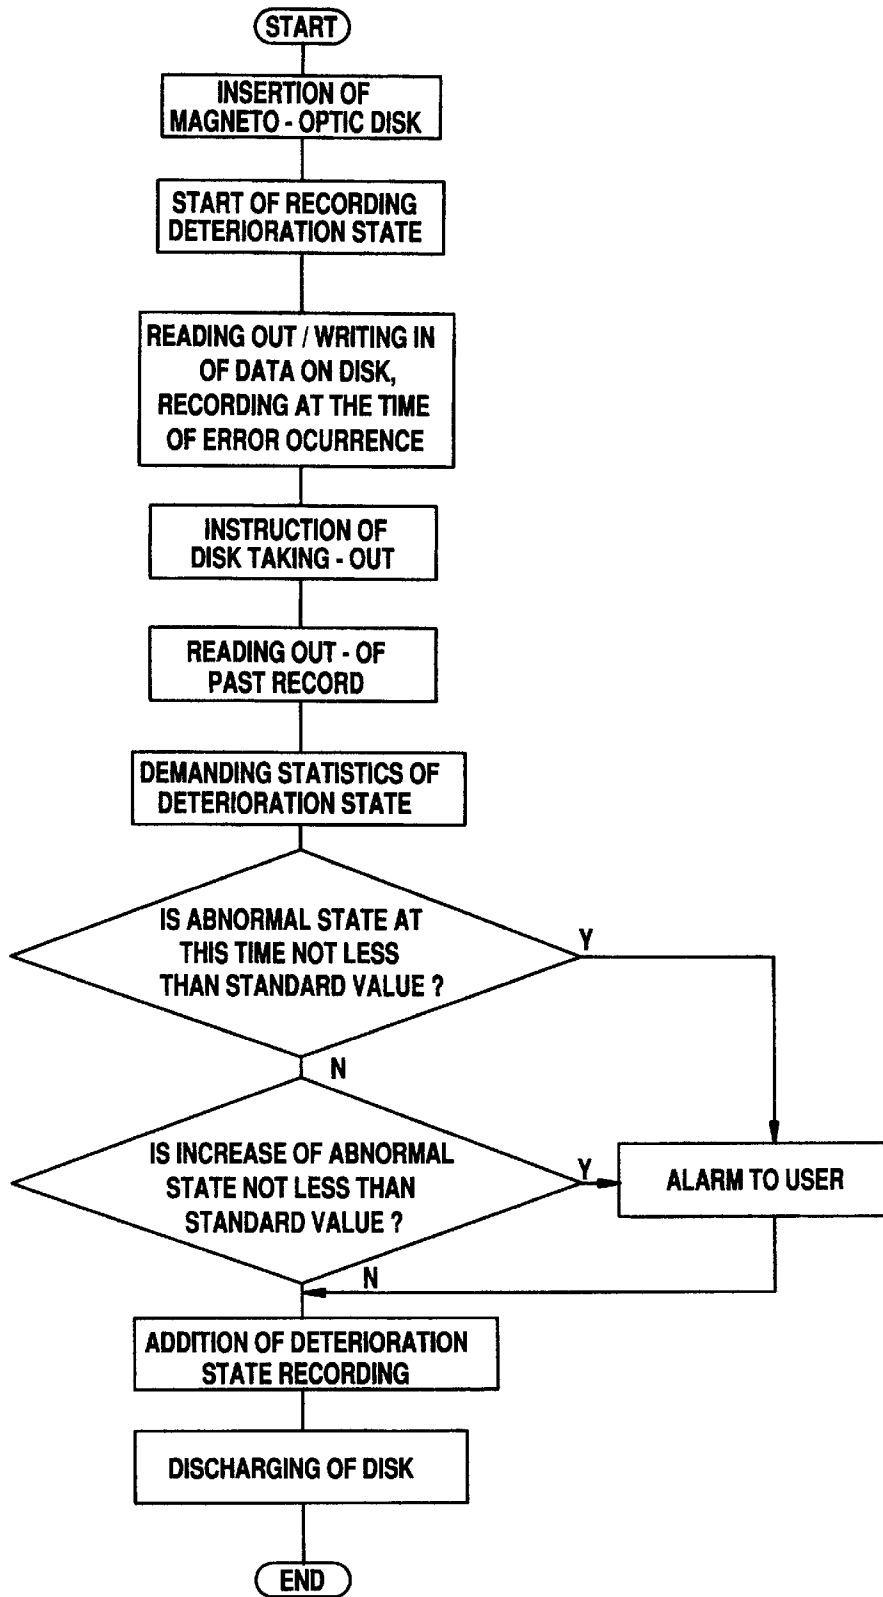 START
INSERTION OF
MAGNETO - OPTIC DISK
START OF RECORDING
DETERIORATION STATE
READING OUT / WRITING IN
OF DATA ON DISK,
RECORDING AT THE TIME
OF ERROR OCURRENCE
INSTRUCTION OF
DISK TAKING - OUT
READING OUT - OF
PAST RECORD
DEMANDING STATISTICS OF
DETERIORATION STATE
IS ABNORMAL STATE AT
THIS TIME NOT LESS
THAN STANDARD VALUE ?
Y
N
IS INCREASE OF ABNORMAL
STATE NOT LESS THAN
STANDARD VALUE ?
Y
ALARM TO USER
N
ADDITION OF DETERIORATION
STATE RECORDING
DISCHARGING OF DISK
END